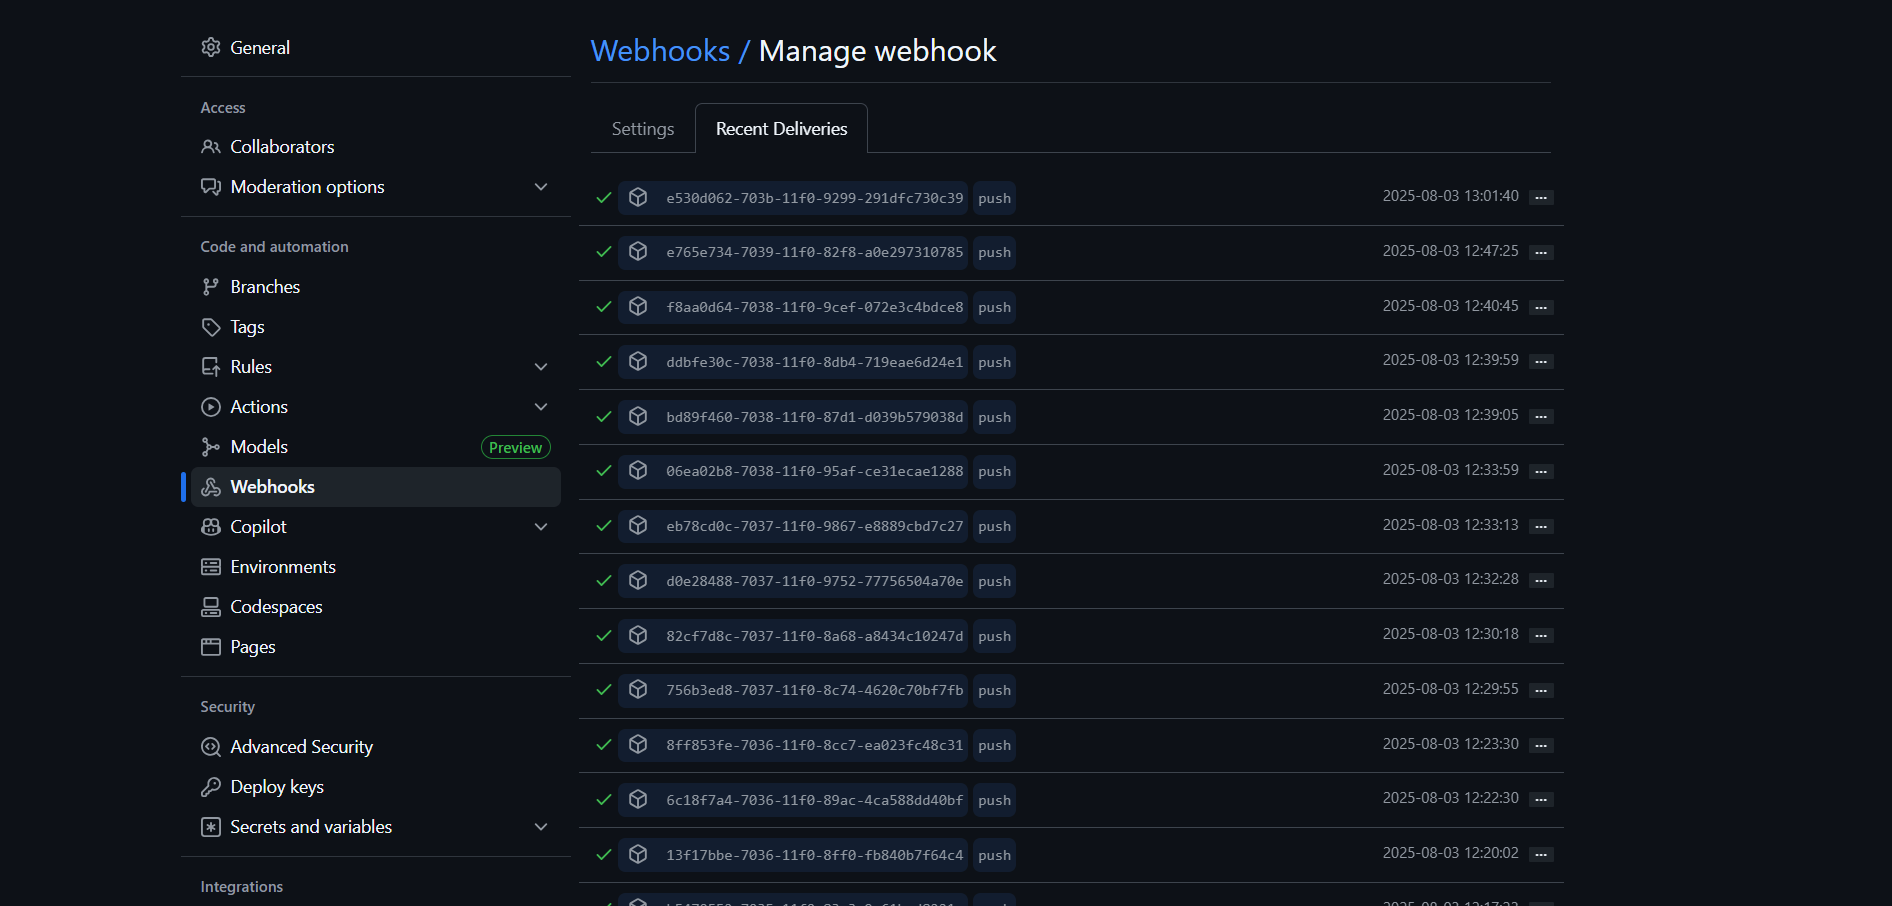 General
Access
Collaborators
Moderation options
Code and automation
Branches
Tags
Rules
Actions
Models Preview
Webhooks
Copilot
Environments
Codespaces
Pages
Security
Advanced Security
Deploy keys
Secrets and variables
Integrations
Webhooks / Manage webhook
Settings Recent Deliveries
e530d062-703b-11f0-9299-291dfc730c39 push 2025-08-03 13:01:40
e765e734-7039-11f0-82f8-a0e297310785 push 2025-08-03 12:47:25
f8aa0d64-7038-11f0-9cef-072e3c4bdce8 push 2025-08-03 12:40:45
ddbfe30c-7038-11f0-8db4-719eae6d24e1 push 2025-08-03 12:39:59
bd89f460-7038-11f0-87d1-d039b579038d push 2025-08-03 12:39:05
06ea02b8-7038-11f0-95af-ce31ecae1288 push 2025-08-03 12:33:59
eb78cd0c-7037-11f0-9867-e8889cbd7c27 push 2025-08-03 12:33:13
d0e28488-7037-11f0-9752-77756504a70e push 2025-08-03 12:32:28
82cf7d8c-7037-11f0-8a68-a8434c10247d push 2025-08-03 12:30:18
756b3ed8-7037-11f0-8c74-4620c70bf7fb push 2025-08-03 12:29:55
8ff853fe-7036-11f0-8cc7-ea023fc48c31 push 2025-08-03 12:23:30
6c18f7a4-7036-11f0-89ac-4ca588dd40bf push 2025-08-03 12:22:30
13f17bbe-7036-11f0-8ff0-fb840b7f64c4 push 2025-08-03 12:20:02